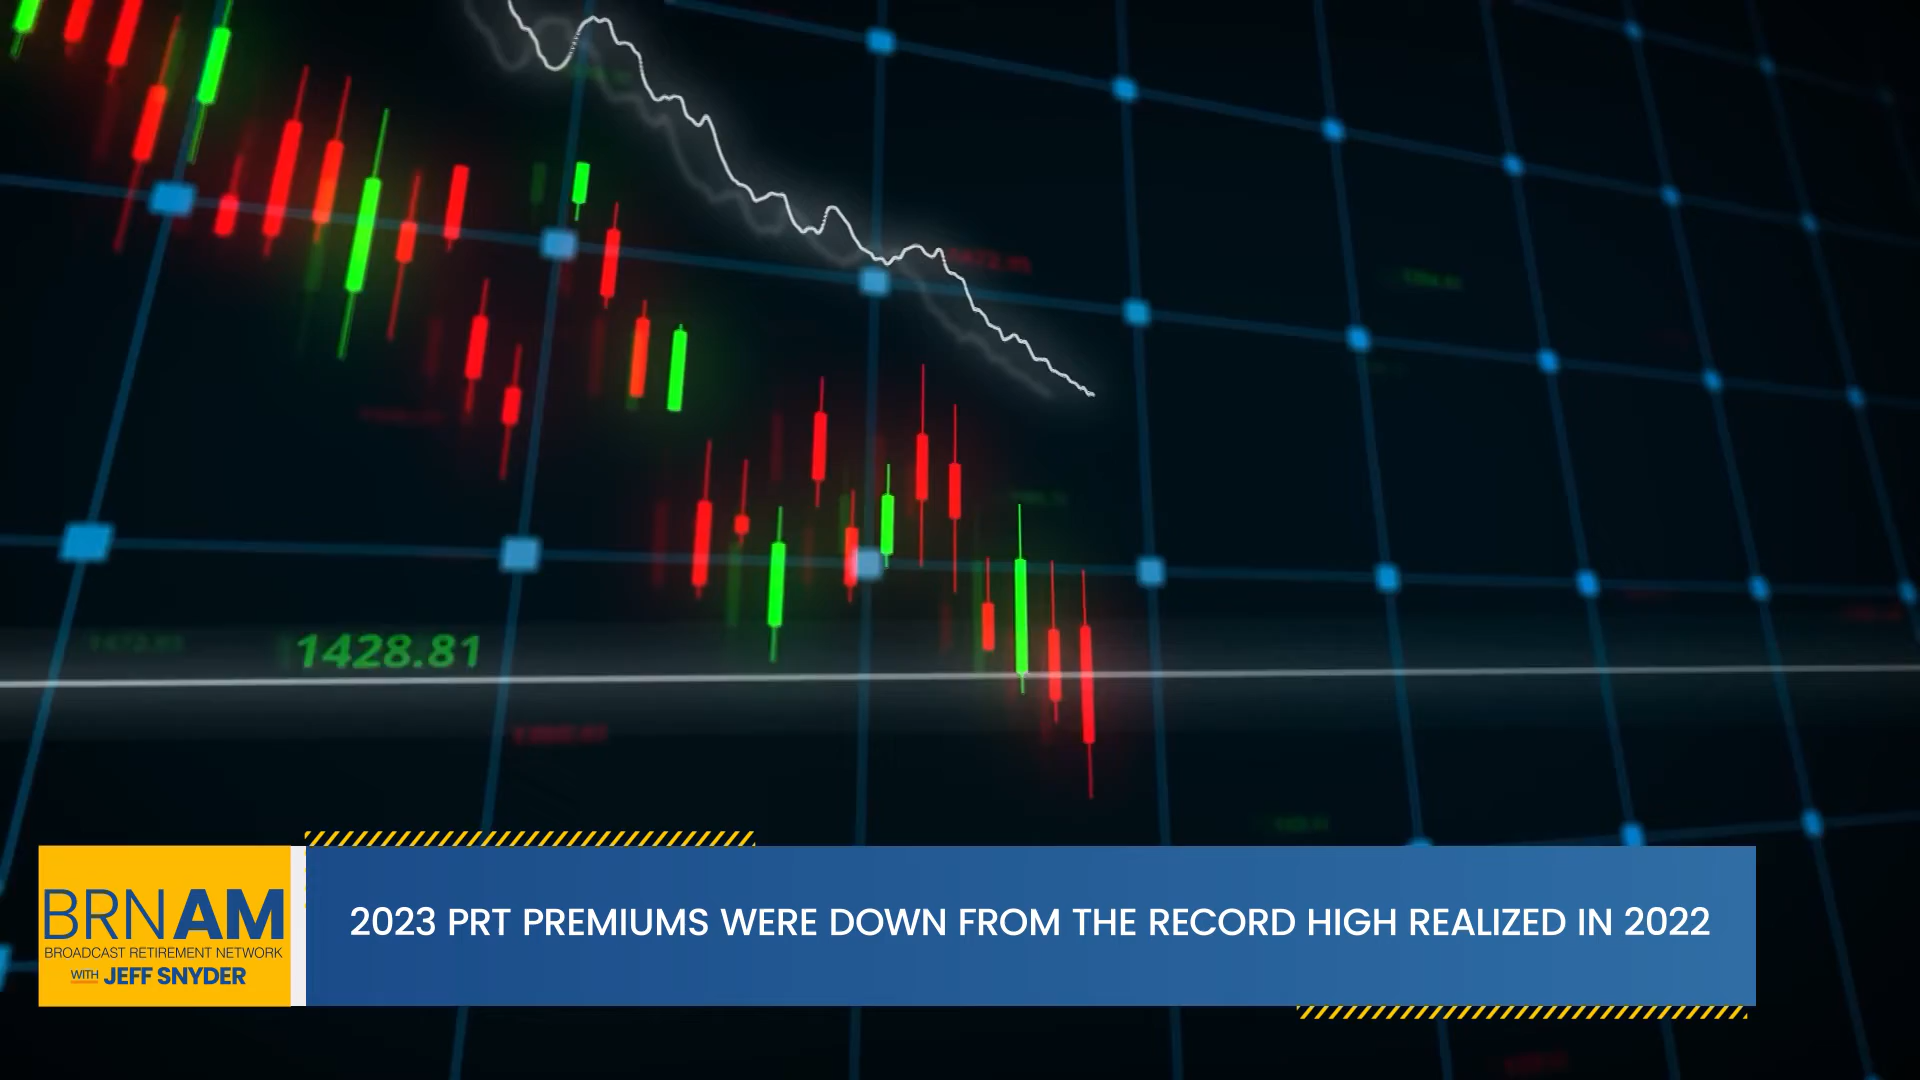 1428.81
BRNAM
BROADCAST RETIREMENT NETWORK
WITH JEFF SNYDER
2023 PRT PREMIUMS WERE DOWN FROM THE RECORD HIGH REALIZED IN 2022